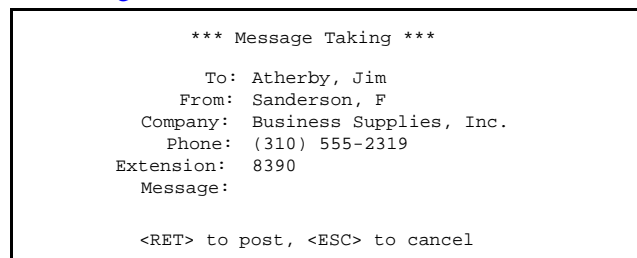 *** Message Taking ***
To: Atherby, Jim
From: Sanderson, F
Company: Business Supplies, Inc.
Phone: (310) 555-2319
Extension: 8390
Message:
<RET> to post, <ESC> to cancel